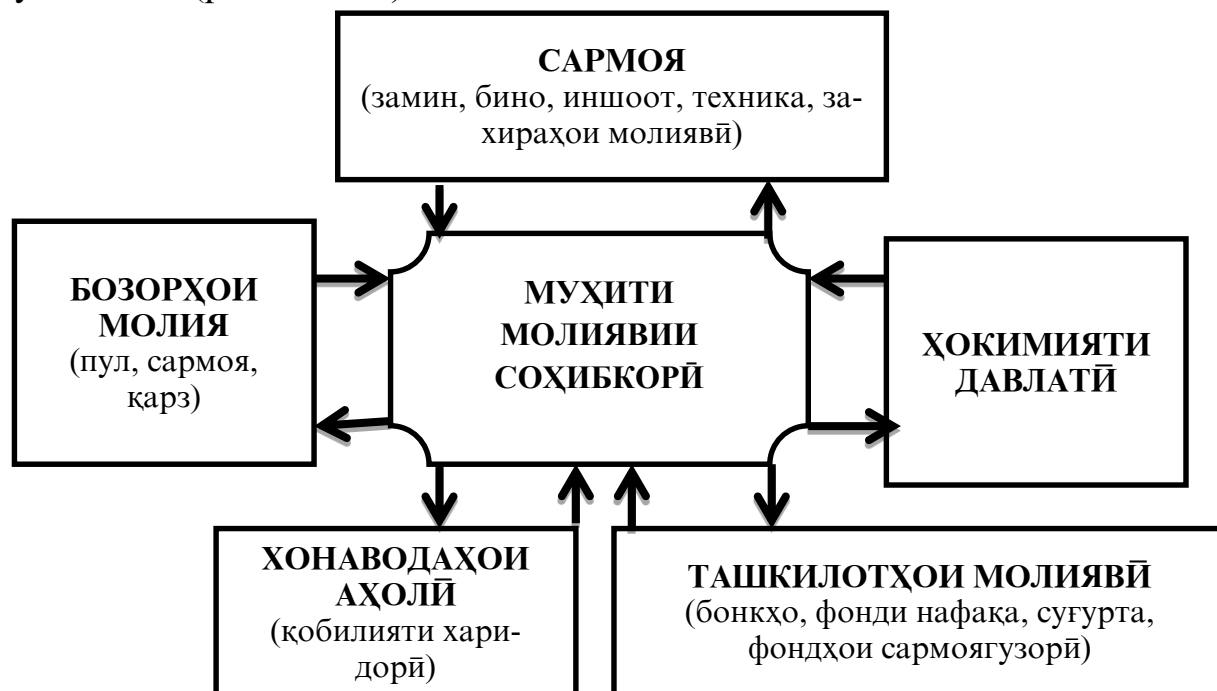 САРМОЯ
(замин, бино, иншоот, техника, за-
хираҳои молиявӣ)
БОЗОРҲОИ
МОЛИЯ
(пул, сармоя,
қарз)
МУҲИТИ
МОЛИЯВИИ
СОҲИБКОРӢ
ҲОКИМИЯТИ
ДАВЛАТӢ
ХОНАВОДАҲОИ
АҲОЛӢ
(қобилияти хари-
дорӣ)
ТАШКИЛОТҲОИ МОЛИЯВӢ
(бонкҳо, фонди нафақа, суғурта,
фондҳои сармоягузорӣ)